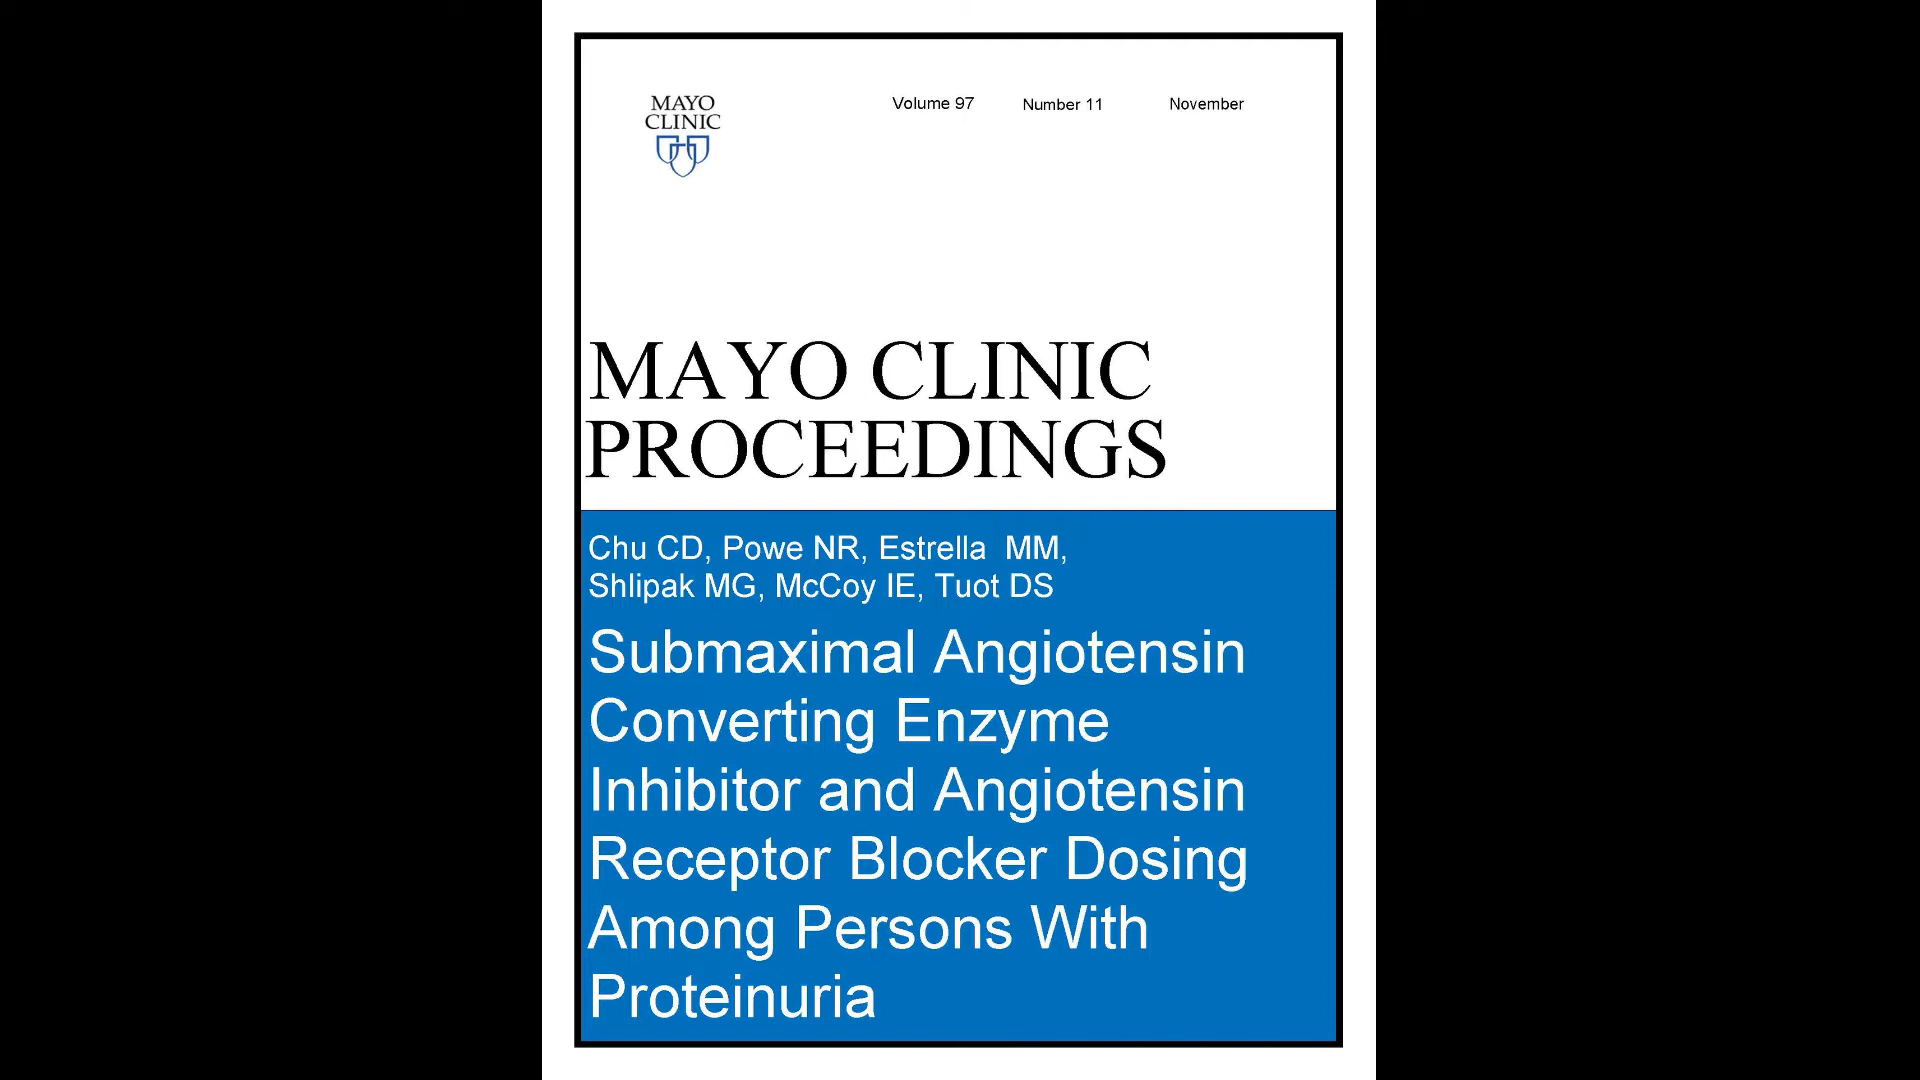 MAYO
CLINIC
Volume 97 Number 11 November
MAYO CLINIC
PROCEEDINGS
Chu CD, Powe NR, Estrella MM,
Shlipak MG, McCoy IE, Tuot DS
Submaximal Angiotensin
Converting Enzyme
Inhibitor and Angiotensin
Receptor Blocker Dosing
Among Persons With
Proteinuria